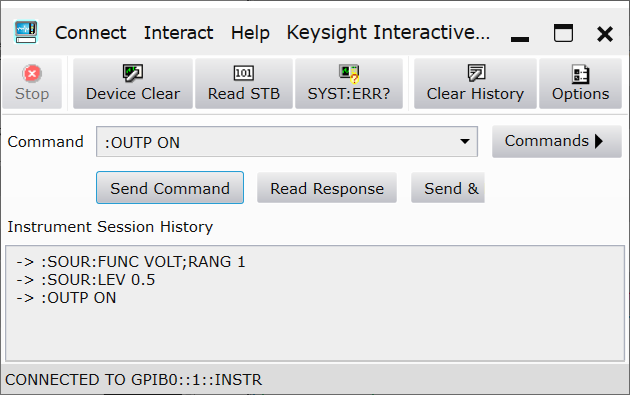 Connect Interact Help Keysight Interactive...
Stop Device Clear Read STB SYST:ERR? Clear History Options
101
Command :OUTP ON Commands
Send Command Read Response Send &
Instrument Session History
-> :SOUR:FUNC VOLT;RANG 1
-> :SOUR:LEV 0.5
-> :OUTP ON
CONNECTED TO GPIB0::1::INSTR